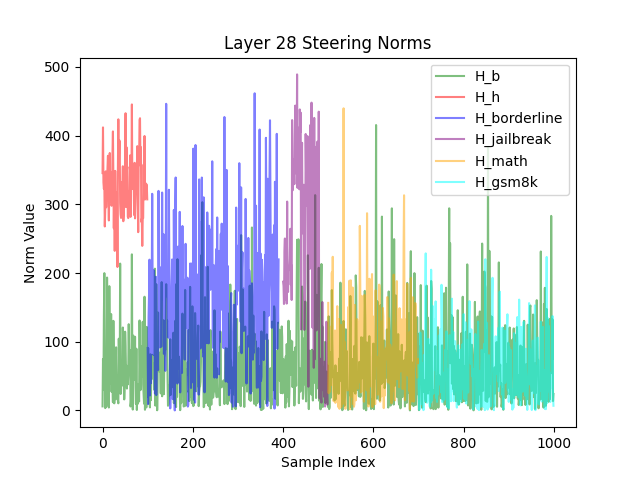 Layer 28 Steering Norms
500
400
300
200
100
0
Norm Value
H_b
H_h
H_borderline
H_jailbreak
H_math
H_gsm8k
0 200 400 600 800 1000
Sample Index